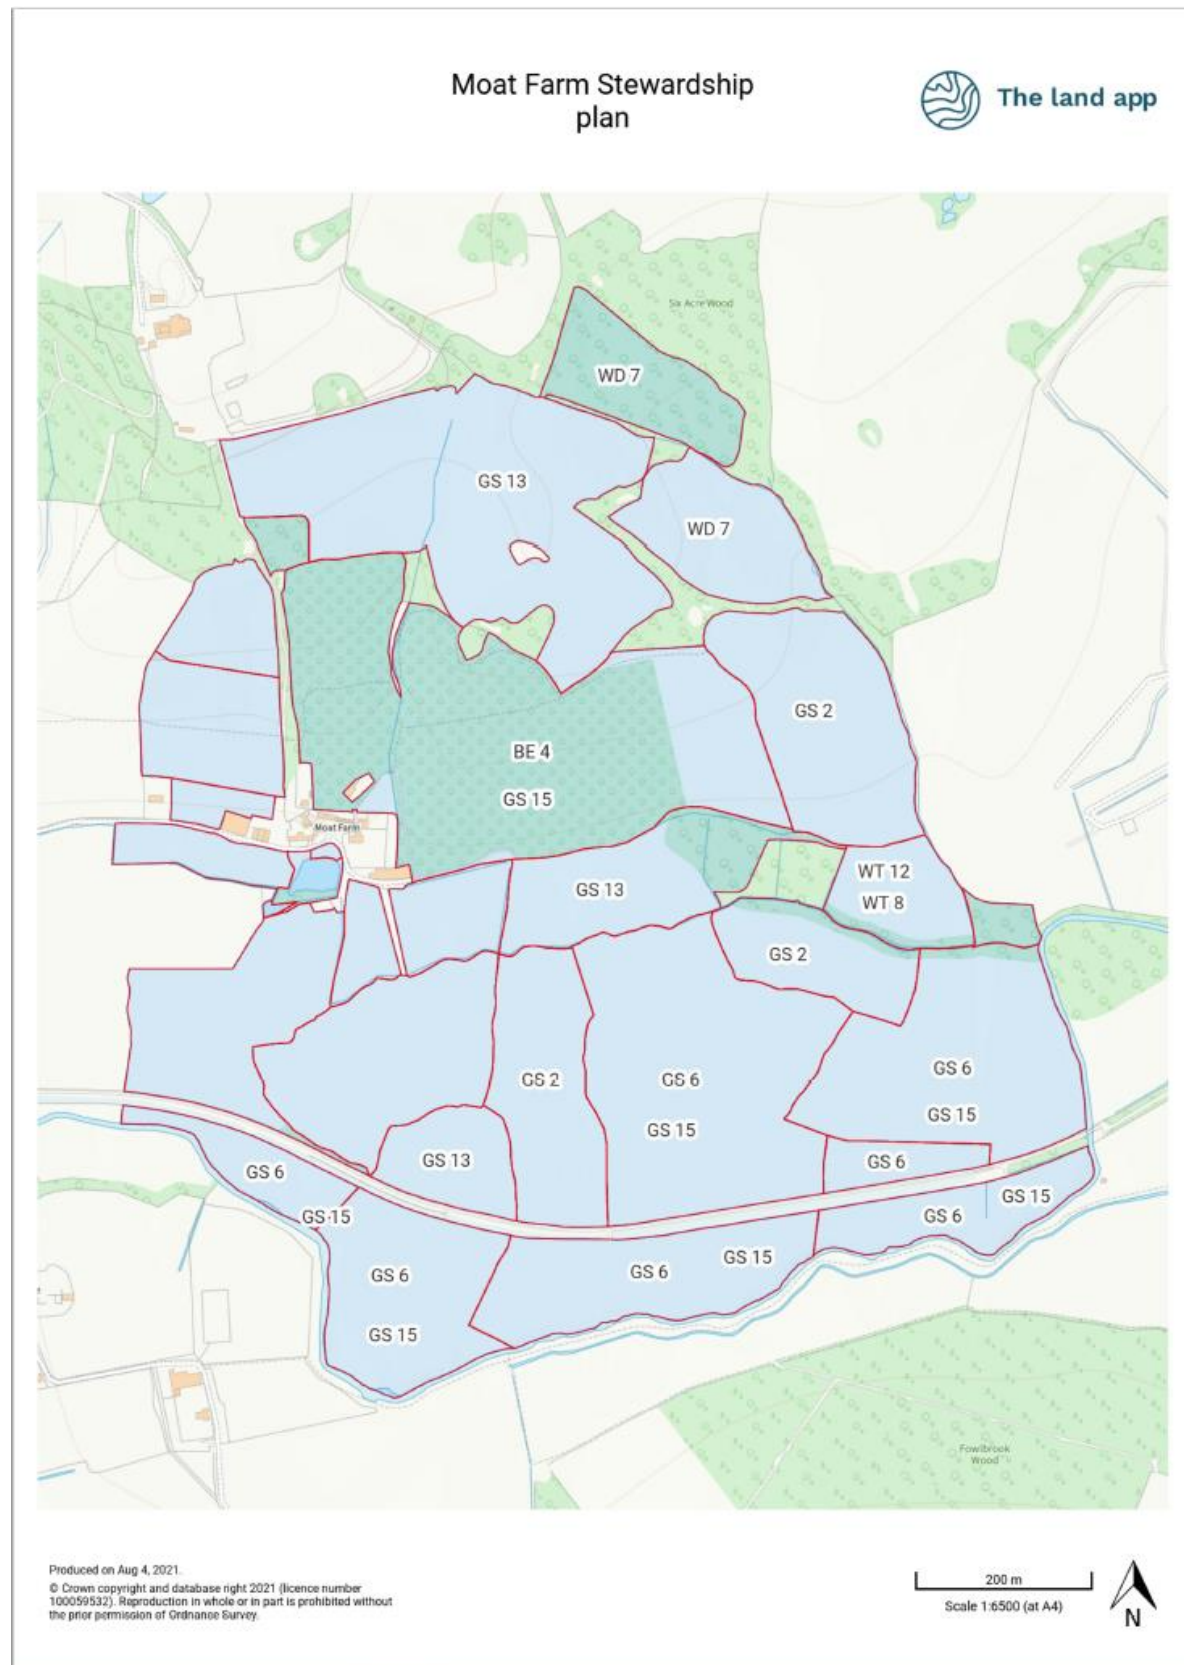 Moat Farm Stewardship
plan
The land app
Six Acre Wood
WD 7
GS 13
WD 7
GS 2
BE 4
GS 15
Moat Farm
WT 12
GS 13
WT 8
GS 2
GS 6
GS 2
GS 6
GS 15
GS 15
GS 13
GS 6
GS 6
GS 15
GS 15
GS 6
GS 15
GS 6
GS 6
GS 15
Fowlbrook
Wood
Produced on Aug 4, 2021.
© Crown copyright and database right 2021 (licence number
100059532). Reproduction in whole or in part is prohibited without
the prior permission of Ordnance Survey.
200 m
Scale 1:6500 (at A4)
N